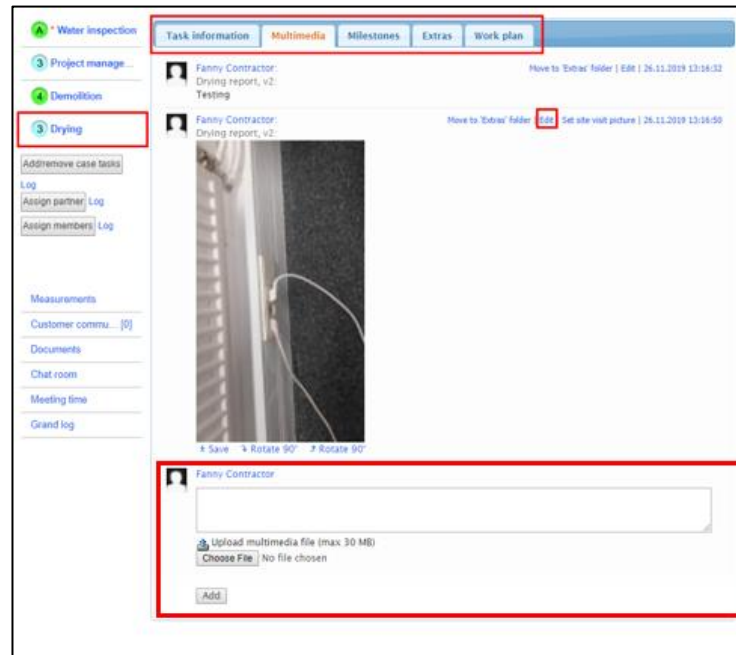 A * Water inspection
3 Project manage...
4 Demolition
3 Drying
Add/remove case tasks
Log
Assign partner Log
Assign members Log
Measurements
Customer commu... [0]
Documents
Chat room
Meeting time
Grand log
Task information Multimedia Milestones Extras Work plan
Fanny Contractor: Move to 'Extras' folder | Edit | 26.11.2019 13:16:32
Drying report, v2:
Testing
Fanny Contractor: Move to 'Extras' folder | Edit | Set site visit picture | 26.11.2019 13:16:50
Drying report, v2:
Save Rotate 90° Rotate 90°
Fanny Contractor
Upload multimedia file (max 30 MB)
Choose File No file chosen
Add